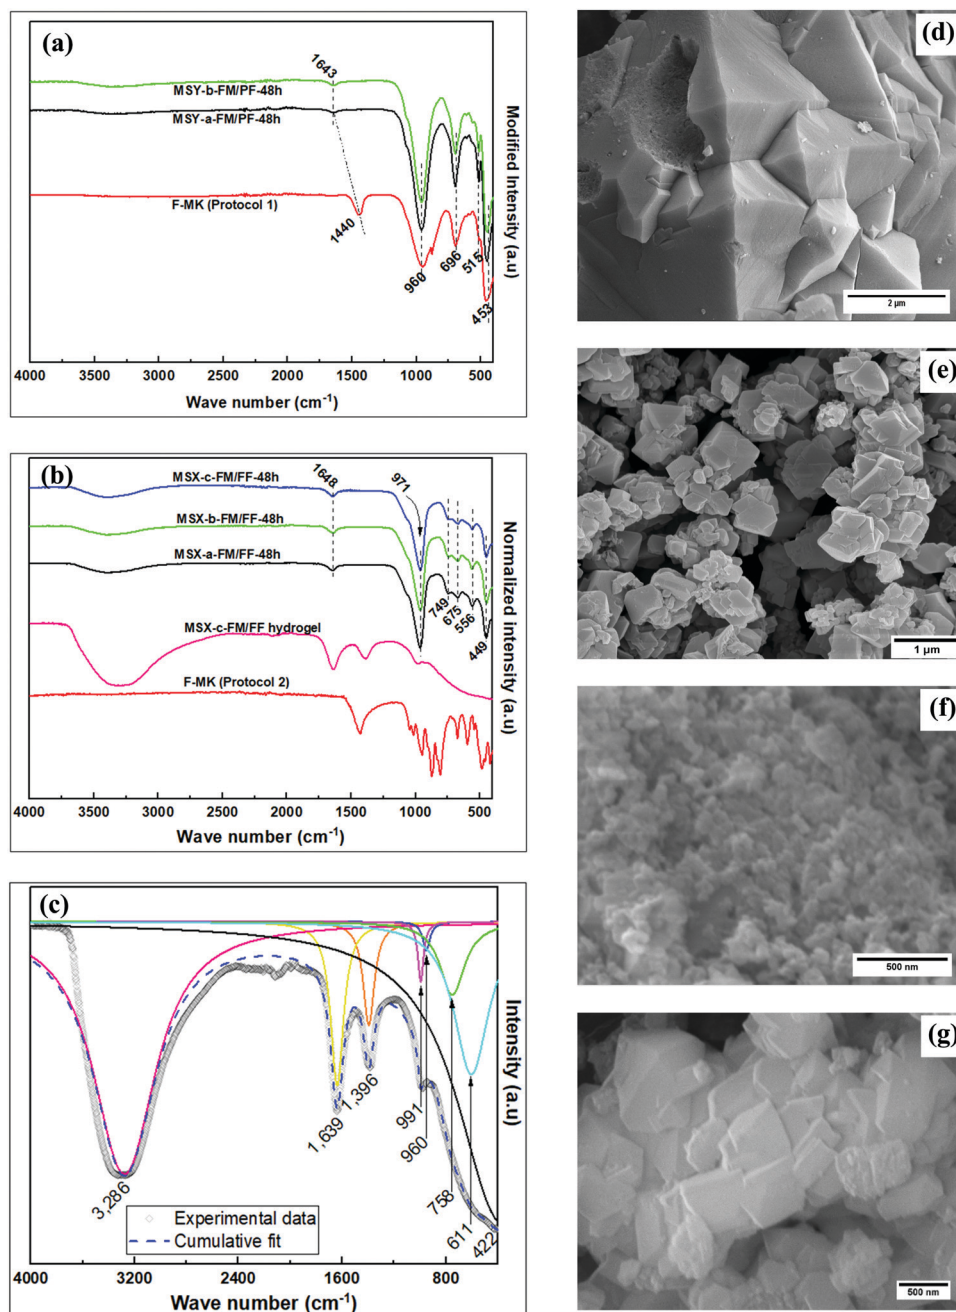 (a)
1643
MSY-b-FM/PF-48h
MSY-a-FM/PF-48h
F-MK (Protocol 1)
1440
960
696
515
453
Modified Intensity (a.u)
4000 3500 3000 2500 2000 1500 1000 500
Wave number (cm⁻¹)
(b)
MSX-c-FM/FF-48h
1648
971
MSX-b-FM/FF-48h
MSX-a-FM/FF-48h
749
675
556
449
MSX-c-FM/FF hydrogel
F-MK (Protocol 2)
Normalized intensity (a.u)
4000 3500 3000 2500 2000 1500 1000 500
Wave number (cm⁻¹)
(c)
3,286
1,639
1,396
991
960
758
611
422
Experimental data
Cumulative fit
Intensity (a.u)
4000 3200 2400 1600 800
Wave number (cm⁻¹)
(d)
2 µm
(e)
1 µm
(f)
500 nm
(g)
500 nm